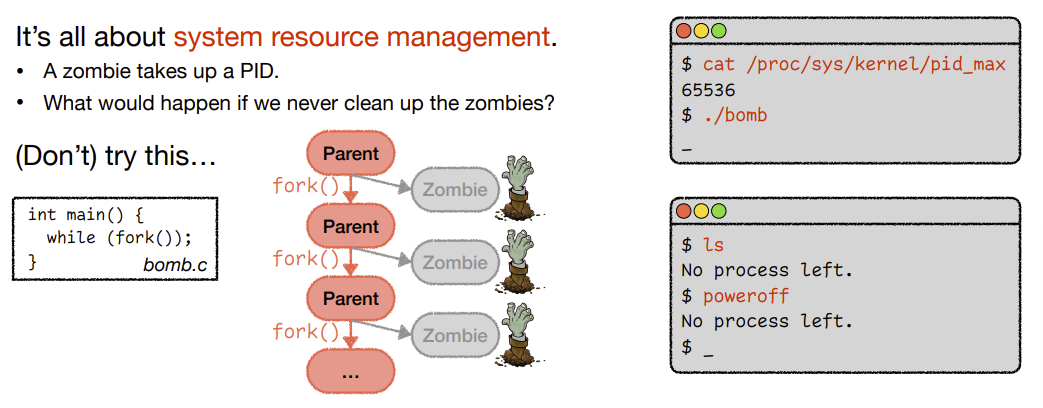 It's all about system resource management.
• A zombie takes up a PID.
• What would happen if we never clean up the zombies?
(Don't) try this...
int main() {
while (fork());
}
bomb.c
Parent
fork()
Zombie
Parent
fork()
Zombie
Parent
fork()
Zombie
...
$ cat /proc/sys/kernel/pid_max
65536
$ ./bomb
_
$ ls
No process left.
$ poweroff
No process left.
$ _